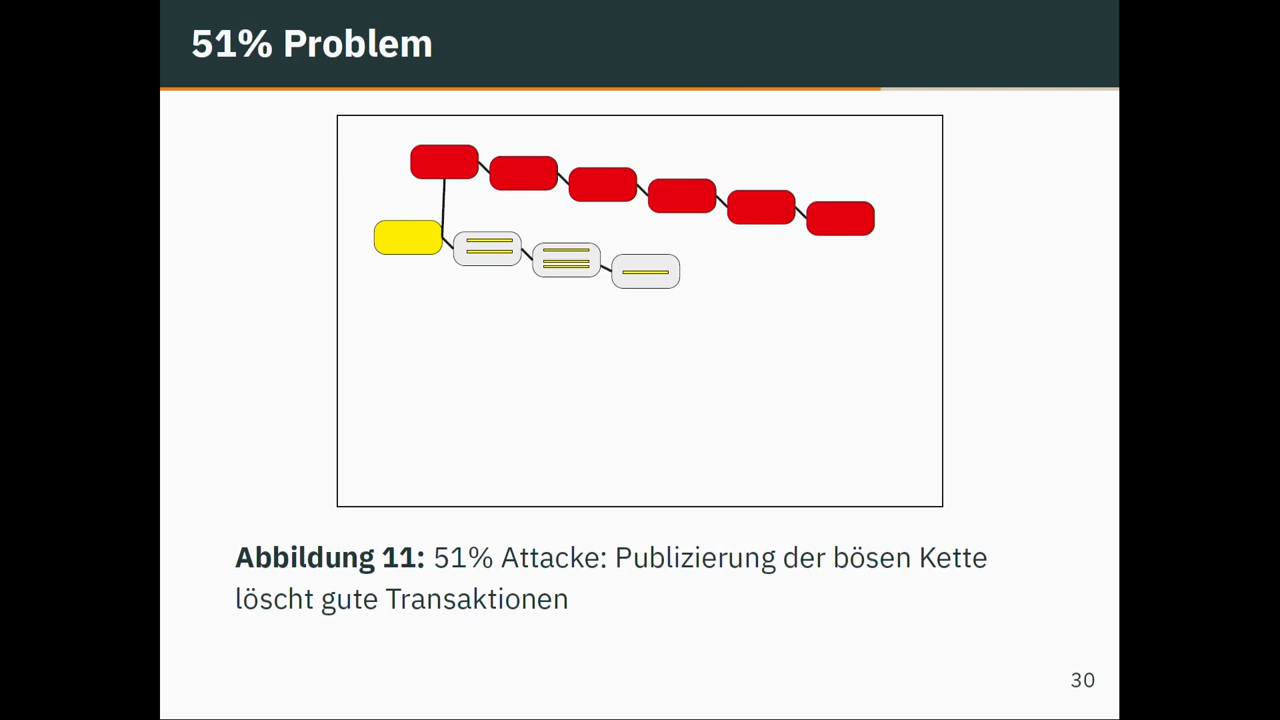 51% Problem
Abbildung 11: 51% Attacke: Publizierung der bösen Kette
löscht gute Transaktionen
30